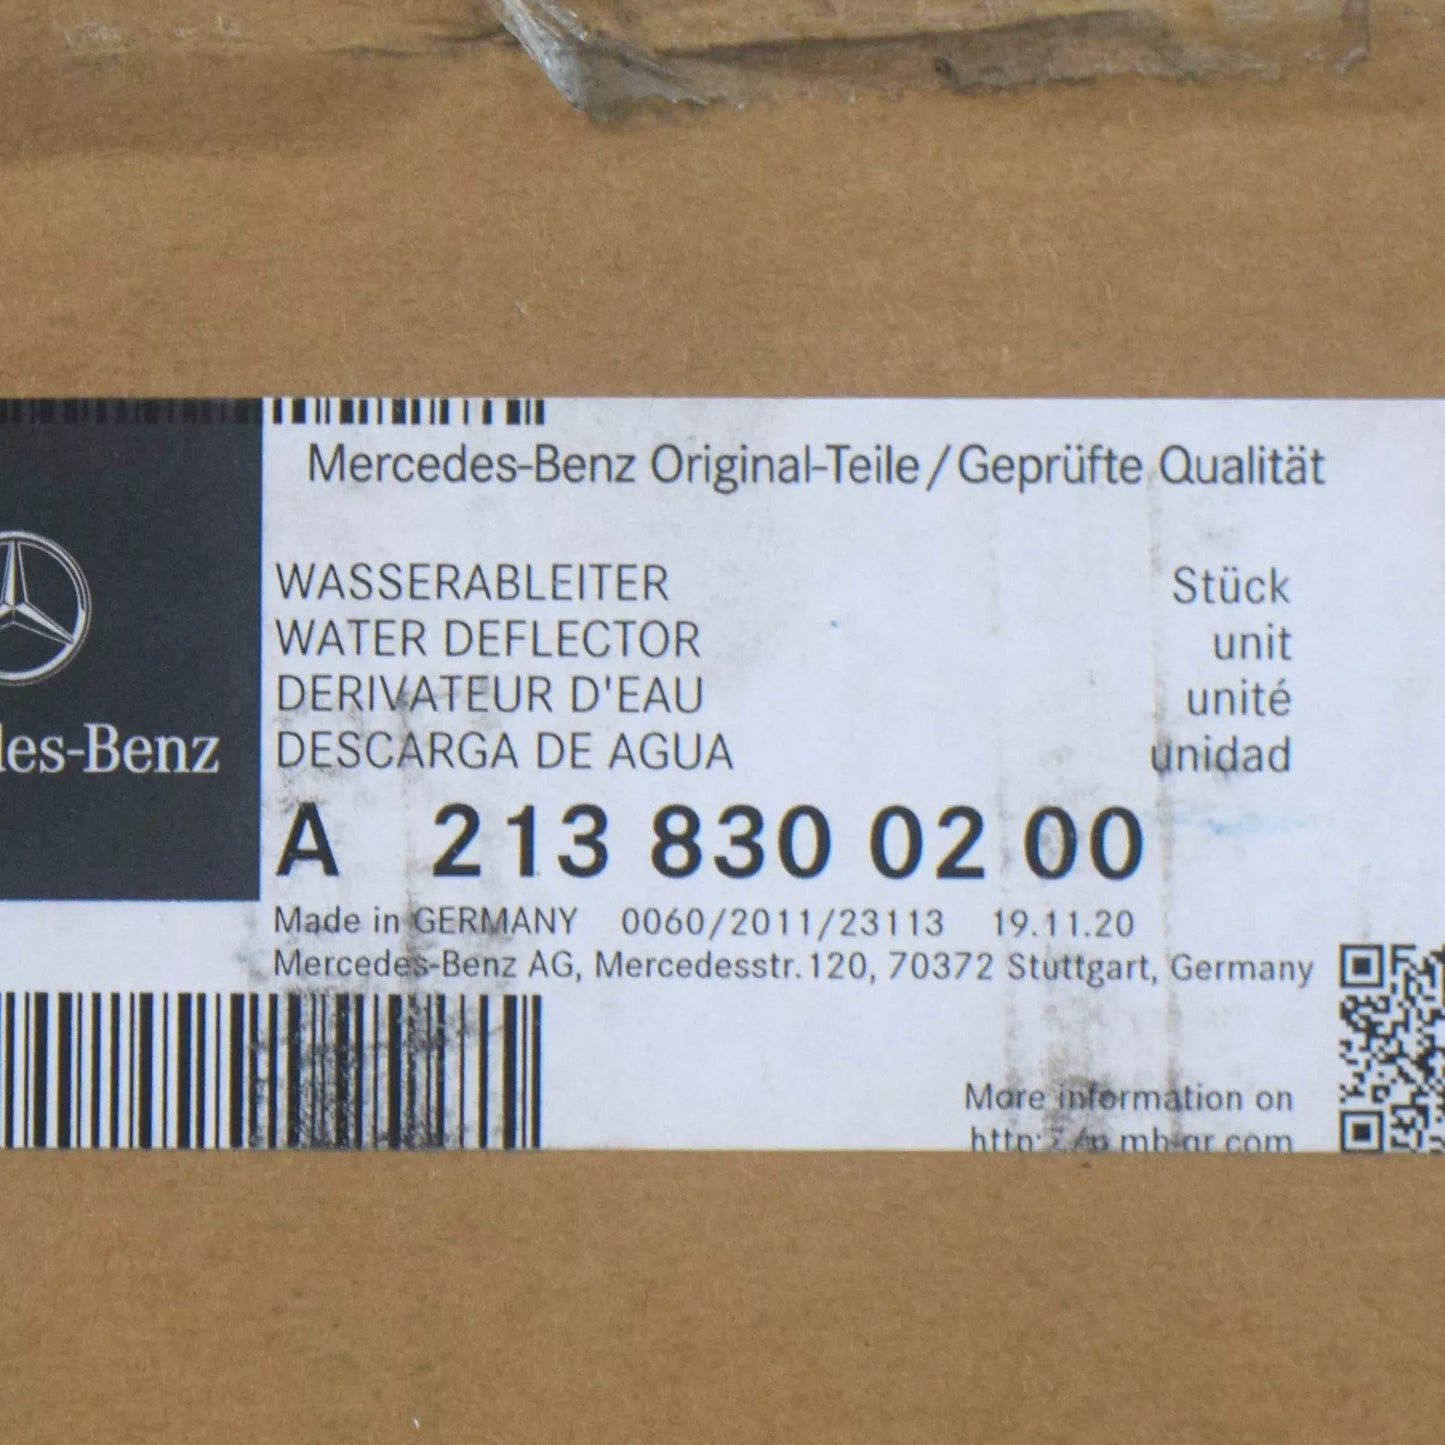 Mercedes-Benz Original-Teile/Geprüfte Qualität
WASSERABLEITER Stück
WATER DEFLECTOR unit
DERIVATEUR D'EAU unité
DESCARGA DE AGUA unidad
des-Benz
A 213 830 02 00
Made in GERMANY 0060/2011/23113 19.11.20
Mercedes-Benz AG, Mercedesstr. 120, 70372 Stuttgart, Germany
More information on